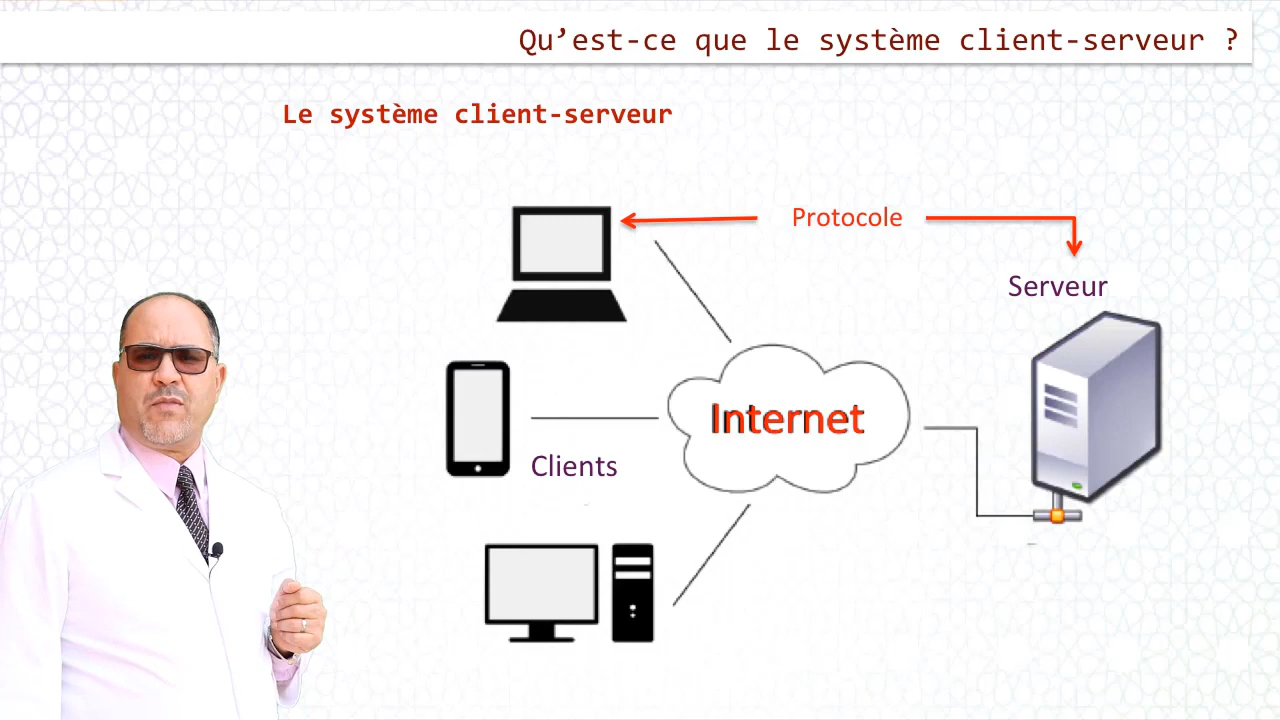 Qu’est-ce que le système client-serveur ?
Le système client-serveur
Protocole
Serveur
Internet
Clients